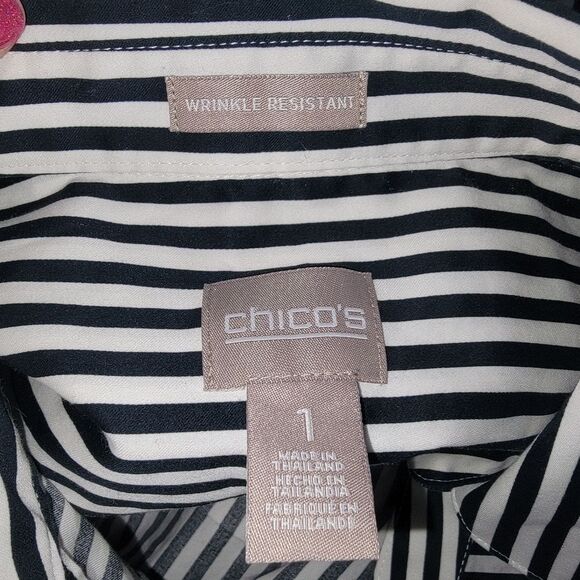 WRINKLE RESISTANT
chico's
1
MADE IN
THAILAND
HECHO EN
TAILANDIA
FABRIQUE EN
THAILANDE